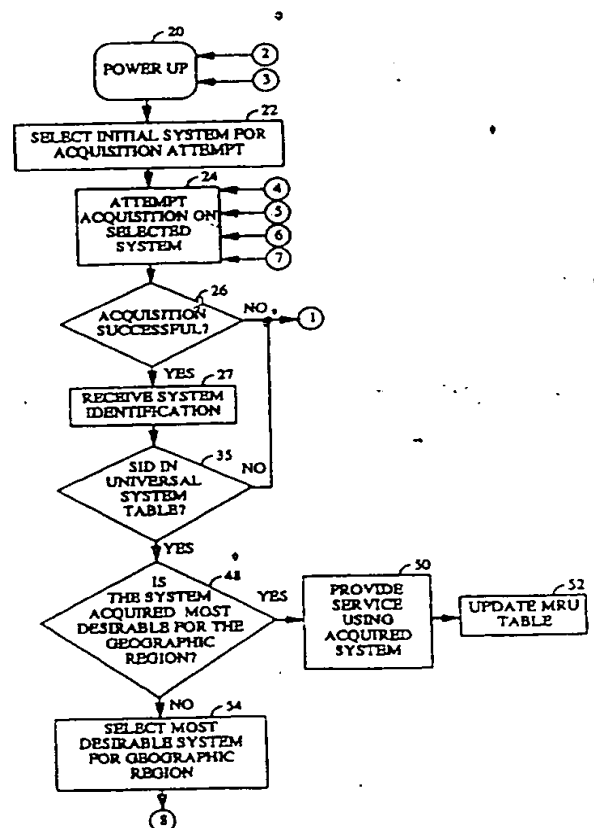 20
POWER UP
2
3
22
SELECT INITIAL SYSTEM FOR
ACQUISITION ATTEMPT
24
ATTEMPT
ACQUISITION ON
SELECTED
SYSTEM
4
5
6
7
26
ACQUISITION
SUCCESSFUL?
NO
1
YES
27
RECEIVE SYSTEM
IDENTIFICATION
35
SID IN
UNIVERSAL
SYSTEM
TABLE?
NO
YES
48
IS
THE SYSTEM
ACQUIRED MOST
DESIRABLE FOR THE
GEOGRAPHIC
REGION?
YES
50
PROVIDE
SERVICE
USING
ACQUIRED
SYSTEM
52
UPDATE MRU
TABLE
NO
54
SELECT MOST
DESIRABLE SYSTEM
FOR GEOGRAPHIC
REGION
8